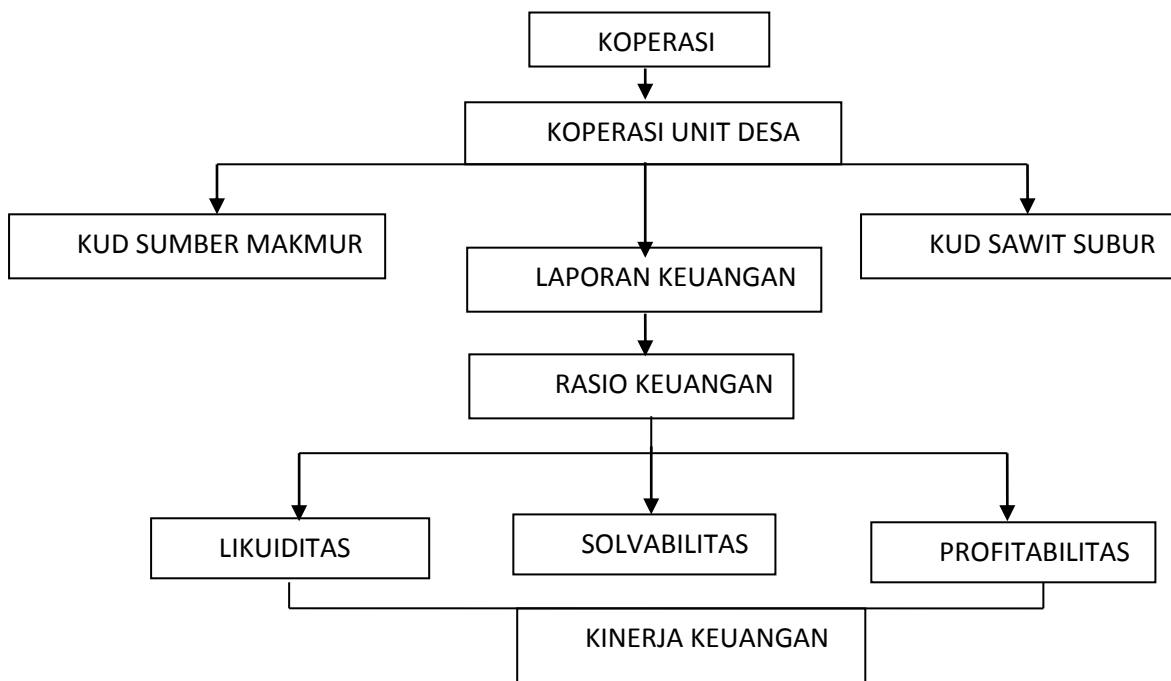 KOPERASI
KOPERASI UNIT DESA
KUD SUMBER MAKMUR
KUD SAWIT SUBUR
LAPORAN KEUANGAN
RASIO KEUANGAN
LIKUIDITAS
SOLVABILITAS
PROFITABILITAS
KINERJA KEUANGAN